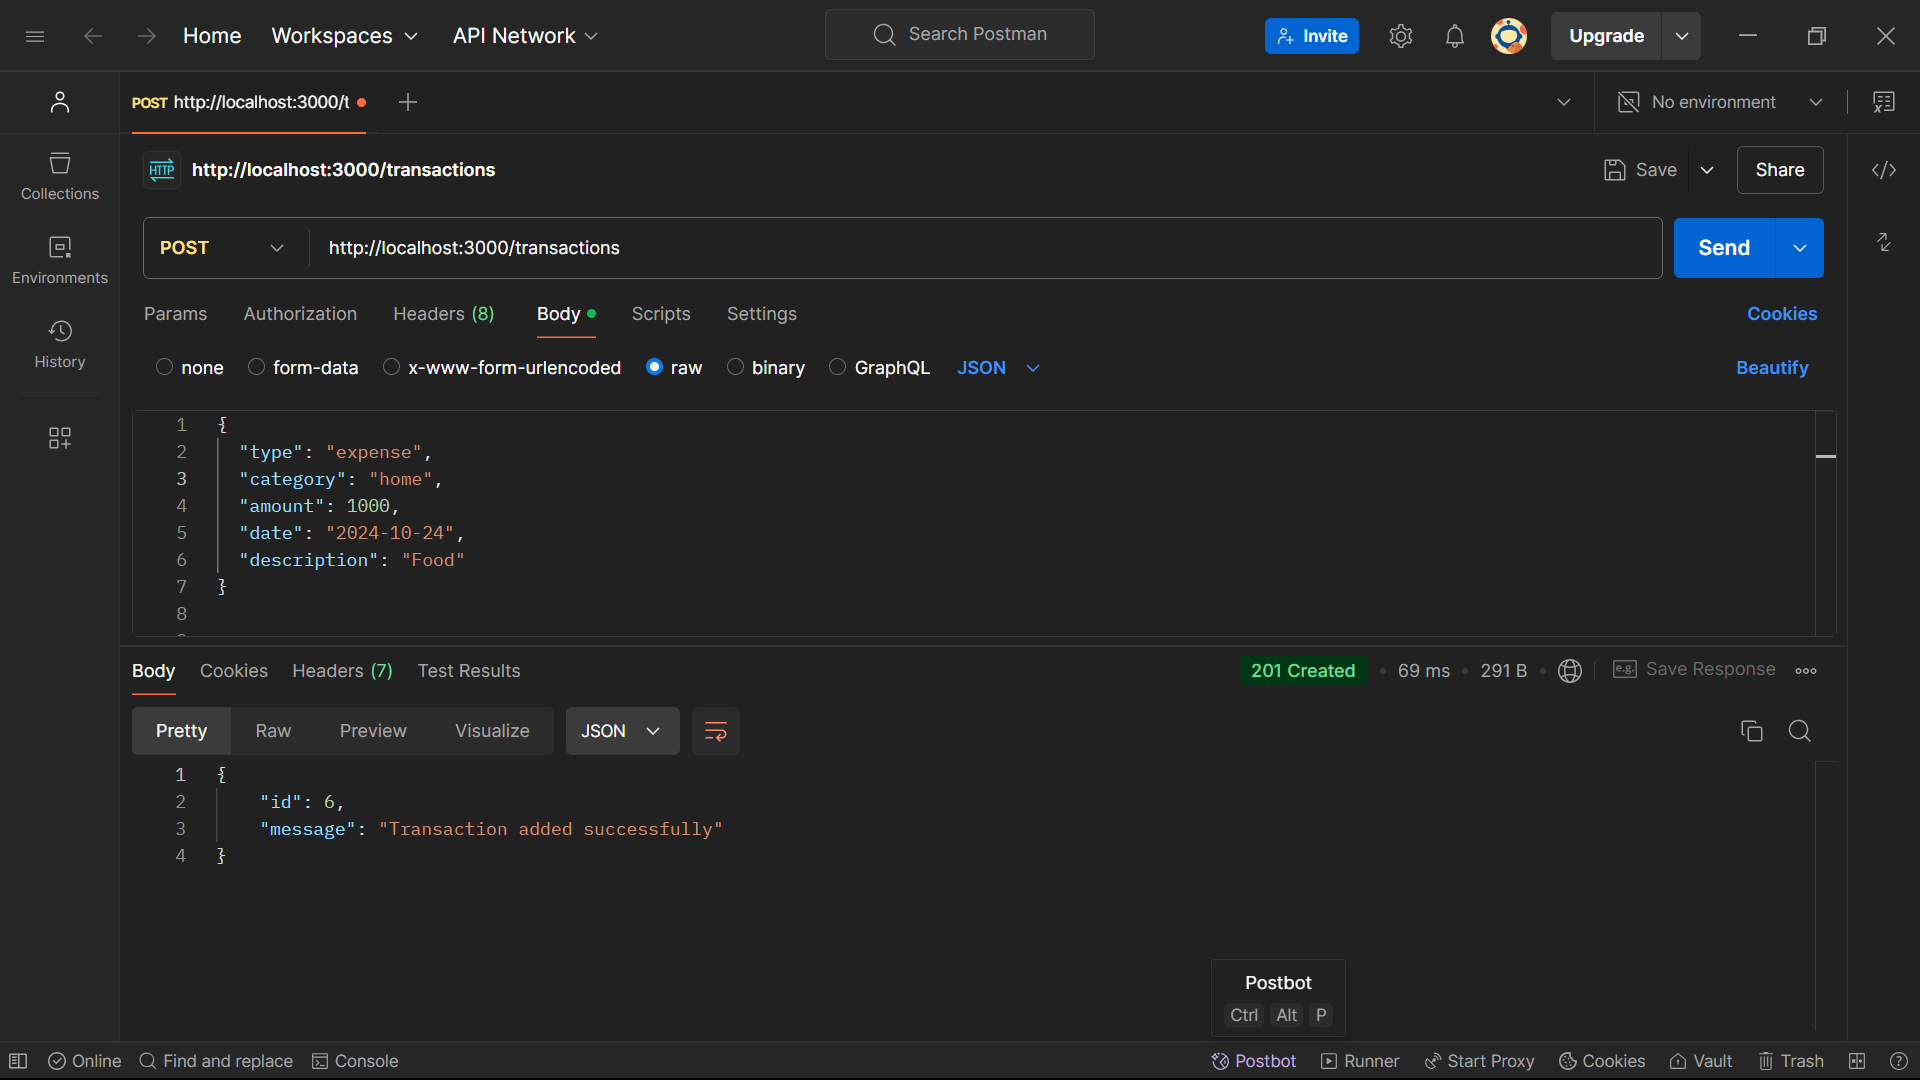 Home Workspaces API Network Search Postman Invite Upgrade
POST http://localhost:3000/t No environment
HTTP http://localhost:3000/transactions Save Share
Collections
Environments
History
POST http://localhost:3000/transactions Send
Params Authorization Headers (8) Body Scripts Settings Cookies
none form-data x-www-form-urlencoded raw binary GraphQL JSON Beautify
1 {
2 "type": "expense",
3 "category": "home",
4 "amount": 1000,
5 "date": "2024-10-24",
6 "description": "Food"
7 }
8
Body Cookies Headers (7) Test Results 201 Created • 69 ms • 291 B • e.g. Save Response
Pretty Raw Preview Visualize JSON
1 {
2 "id": 6,
3 "message": "Transaction added successfully"
4 }
Postbot
Ctrl Alt P
Online Find and replace Console Postbot Runner Start Proxy Cookies Vault Trash